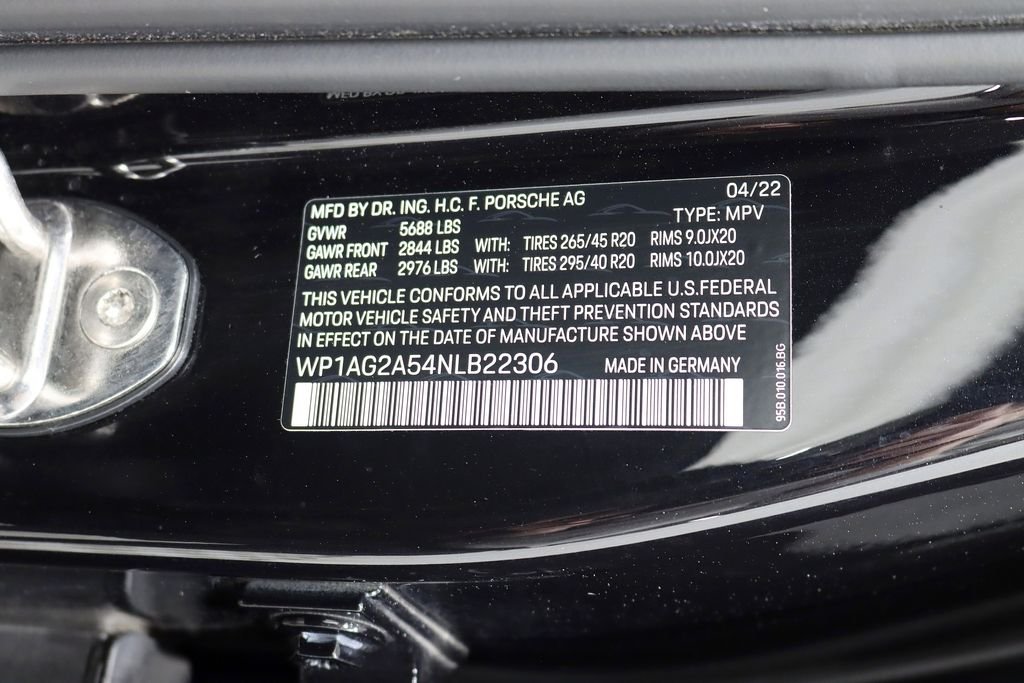 MFD BY DR. ING. H.C. F. PORSCHE AG 04/22
GVWR 5688 LBS TYPE: MPV
GAWR FRONT 2844 LBS WITH: TIRES 265/45 R20 RIMS 9.0JX20
GAWR REAR 2976 LBS WITH: TIRES 295/40 R20 RIMS 10.0JX20
THIS VEHICLE CONFORMS TO ALL APPLICABLE U.S.FEDERAL
MOTOR VEHICLE SAFETY AND THEFT PREVENTION STANDARDS
IN EFFECT ON THE DATE OF MANUFACTURE SHOWN ABOVE
WP1AG2A54NLB22306 MADE IN GERMANY
95B.010.016.BG